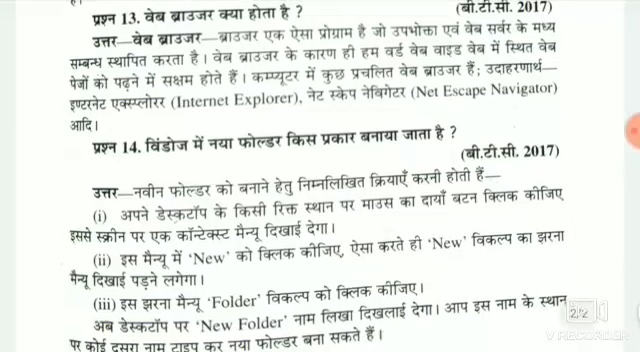 प्रश्न 13. वेब ब्राउजर क्या होता है ?
(बी.टी.सी. 2017)
उत्तर—वेब ब्राउजर—ब्राउजर एक ऐसा प्रोग्राम है जो उपभोक्ता एवं वेब सर्वर के मध्य
सम्बन्ध स्थापित करता है। वेब ब्राउजर के कारण ही हम वर्ड वेब वाइड वेब में स्थित वेब
पेजों को पढ़ने में सक्षम होते हैं। कम्प्यूटर में कुछ प्रचलित वेब ब्राउजर हैं; उदाहरणार्थ—
इण्टरनेट एक्सप्लोरर (Internet Explorer), नेट स्केप नेबिगेटर (Net Escape Navigator)
आदि।
प्रश्न 14. विंडोज में नया फोल्डर किस प्रकार बनाया जाता है ?
(बी.टी.सी. 2017)
उत्तर—नवीन फोल्डर को बनाने हेतु निम्नलिखित क्रियाएँ करनी होती हैं—
(i) अपने डेस्कटॉप के किसी रिक्त स्थान पर माउस का दायाँ बटन क्लिक कीजिए
इससे स्क्रीन पर एक कॉन्टेक्स्ट मैन्यू दिखाई देगा।
(ii) इस मैन्यू में 'New' को क्लिक कीजिए, ऐसा करते ही 'New' विकल्प का झरना
मैन्यू दिखाई पड़ने लगेगा।
(iii) इस झरना मैन्यू 'Folder' विकल्प को क्लिक कीजिए।
अब डेस्कटॉप पर 'New Folder' नाम लिखा दिखलाई देगा। आप इस नाम के स्थान
पर कोई दूसरा नाम टाइप कर नया फोल्डर बना सकते हैं।
2/2
V RECORDER